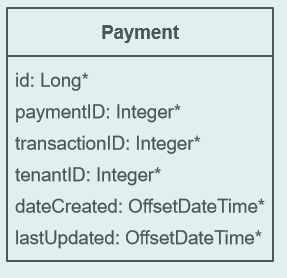 Payment
id: Long*
paymentID: Integer*
transactionID: Integer*
tenantID: Integer*
dateCreated: OffsetDateTime*
lastUpdated: OffsetDateTime*